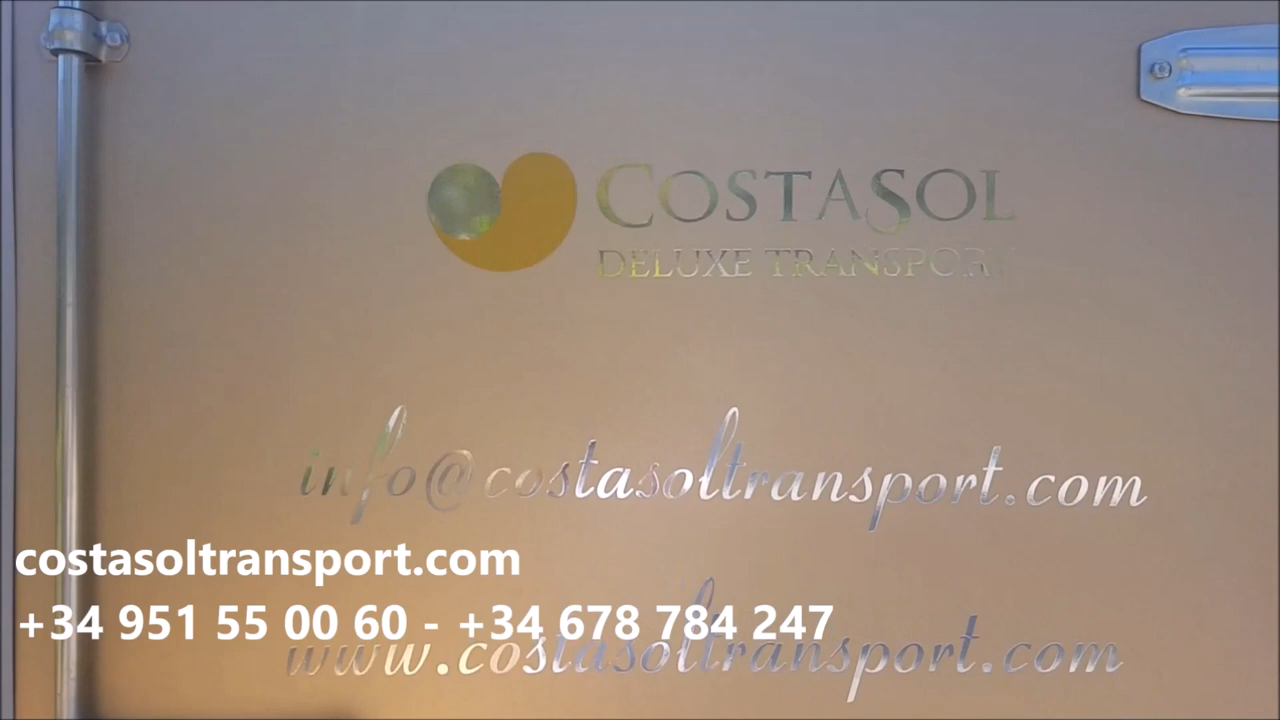 COSTASOL
DELUXE TRANSPORT
info@costasoltransport.com
costasoltransport.com
+34 951 55 00 60 - +34 678 784 247
www.costasoltransport.com